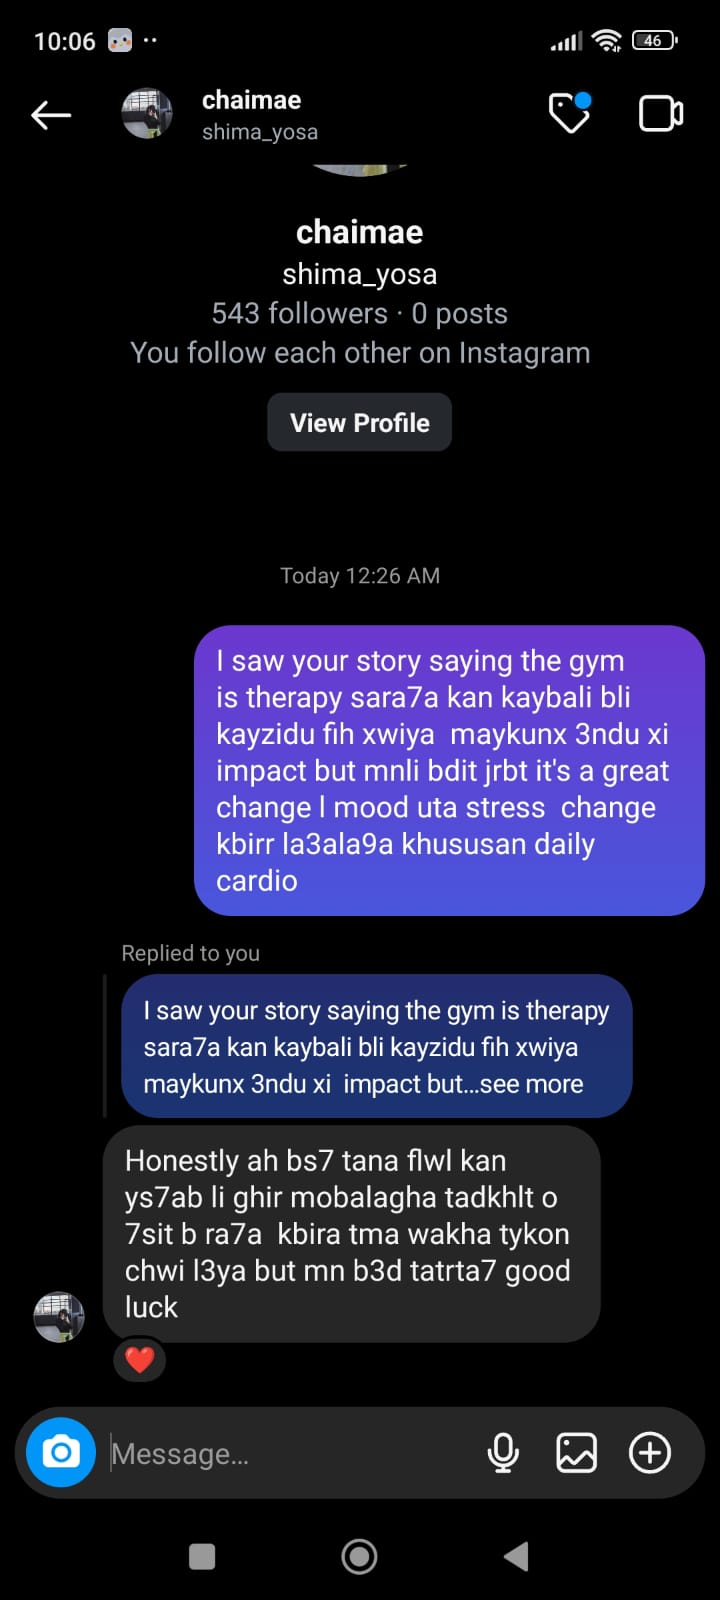 10:06
46
chaimae
shima_yosa
chaimae
shima_yosa
543 followers · 0 posts
You follow each other on Instagram
View Profile
Today 12:26 AM
I saw your story saying the gym
is therapy sara7a kan kaybali bli
kayzidu fih xwiya  maykunx 3ndu xi
impact but mnli bdit jrbt it's a great
change l mood uta stress  change
kbirr la3ala9a khususan daily
cardio
Replied to you
I saw your story saying the gym is therapy
sara7a kan kaybali bli kayzidu fih xwiya
maykunx 3ndu xi  impact but...see more
Honestly ah bs7 tana flwl kan
ys7ab li ghir mobalagha tadkhlt o
7sit b ra7a  kbira tma wakha tykon
chwi l3ya but mn b3d tatrta7 good
luck
Message...